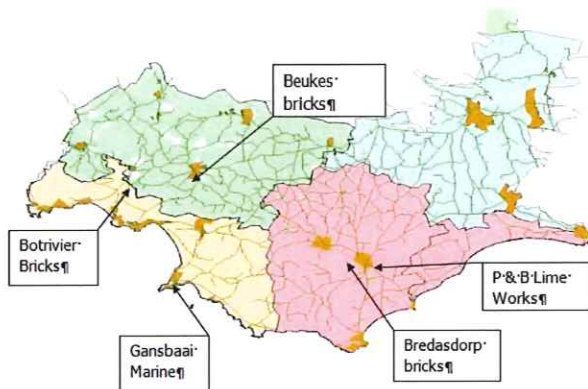 Beukes·
bricks¶
Botrivier·
Bricks¶
Gansbaai·
Marine¶
Bredasdorp·
bricks¶
P·&·B·Lime·
Works¶